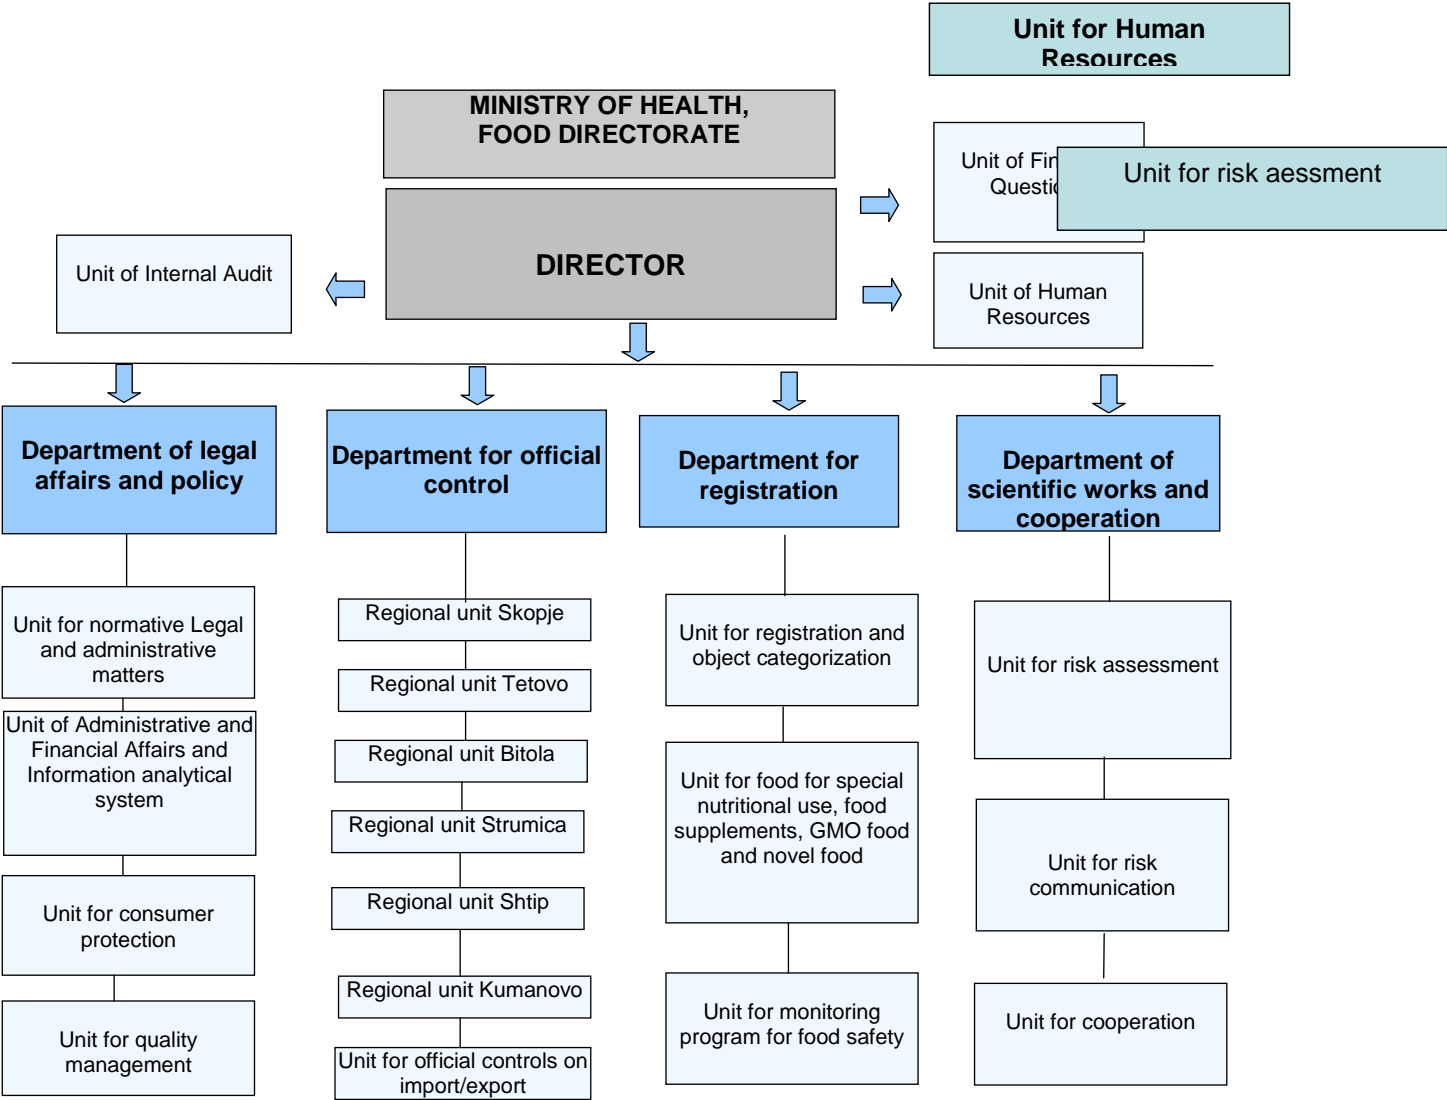 Unit for Human
Resources
MINISTRY OF HEALTH,
FOOD DIRECTORATE
Unit of
Unit for risk aessment
DIRECTOR
Unit of Internal Audit
Unit of Human
Resources
Department of legal
affairs and policy
Department for official
control
Department for
registration
Department of
scientific works and
cooperation
Unit for normative Legal
and administrative
matters
Unit of Administrative and
Financial Affairs and
Information analytical
system
Unit for consumer
protection
Unit for quality
management
Regional unit Skopje
Regional unit Tetovo
Regional unit Bitola
Regional unit Strumica
Regional unit Shtip
Regional unit Kumanovo
Unit for official controls on
import/export
Unit for registration and
object categorization
Unit for food for special
nutritional use, food
supplements, GMO food
and novel food
Unit for monitoring
program for food safety
Unit for risk assessment
Unit for risk
communication
Unit for cooperation